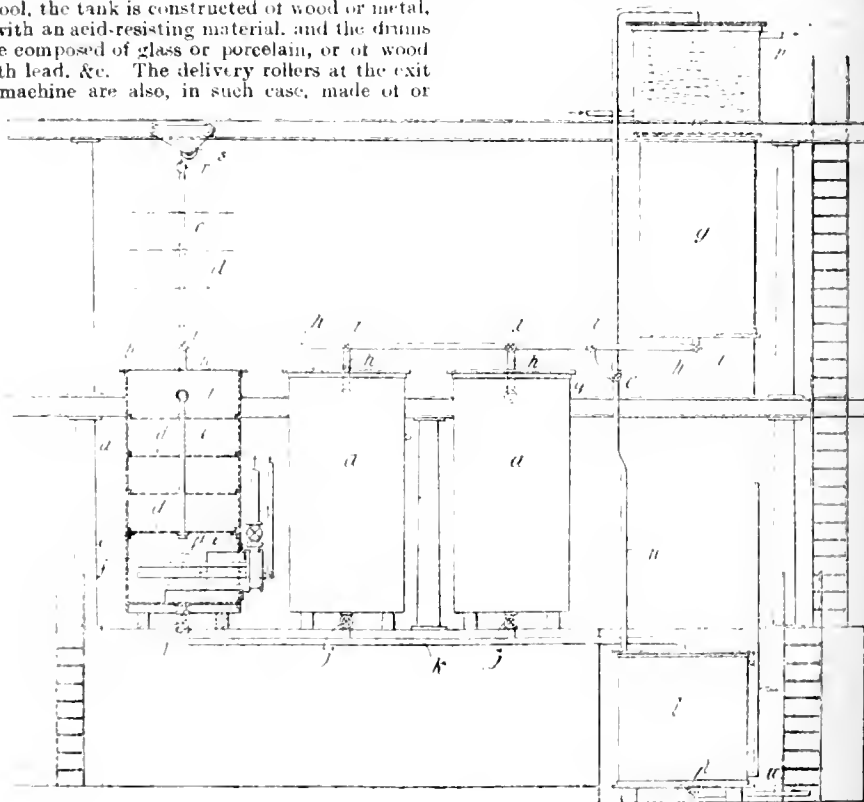 ool, the tank is constructed of wood or metal,
with an acid-resisting material, and the drums
e composed of glass or porcelain, or of wood
th lead, &c. The delivery rollers at the exit
machine are also, in such case, made of or
p
s
r
c
g
d
h l l l
h h h l
h h
c
l
d c
a
a a
d
u
f
j j
k
l